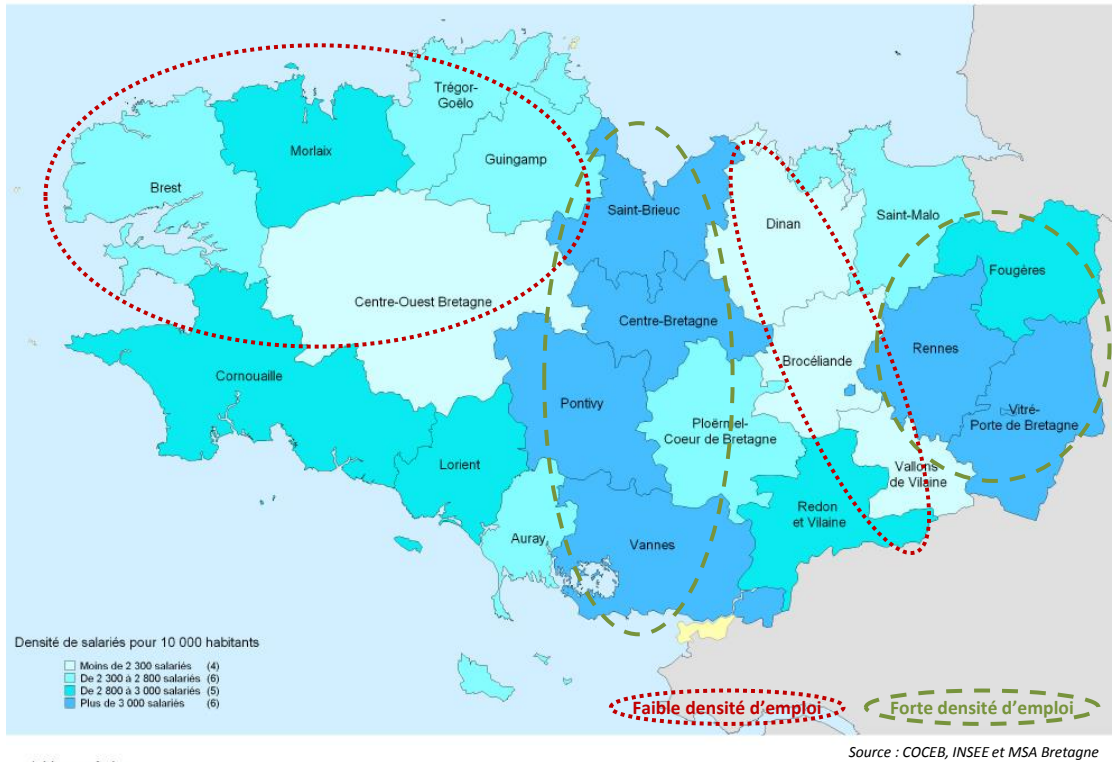 Trégor-
Goëlo
Morlaix
Guingamp
Brest
Saint-Brieuc
Dinan
Saint-Malo
Fougères
Centre-Ouest Bretagne
Centre-Bretagne
Rennes
Brocéliande
Cornouaille
Pontivy
Vitré-
Porte de Bretagne
Ploërmel-
Coeur de Bretagne
Lorient
Vallons
de Vilaine
Redon
et Vilaine
Auray
Vannes
Densité de salariés pour 10 000 habitants
Moins de 2 300 salariés (4)
De 2 300 à 2 800 salariés (6)
De 2 800 à 3 000 salariés (5)
Plus de 3 000 salariés (6)
Faible densité d'emploi
Forte densité d'emploi
Source : COCEB, INSEE et MSA Bretagne